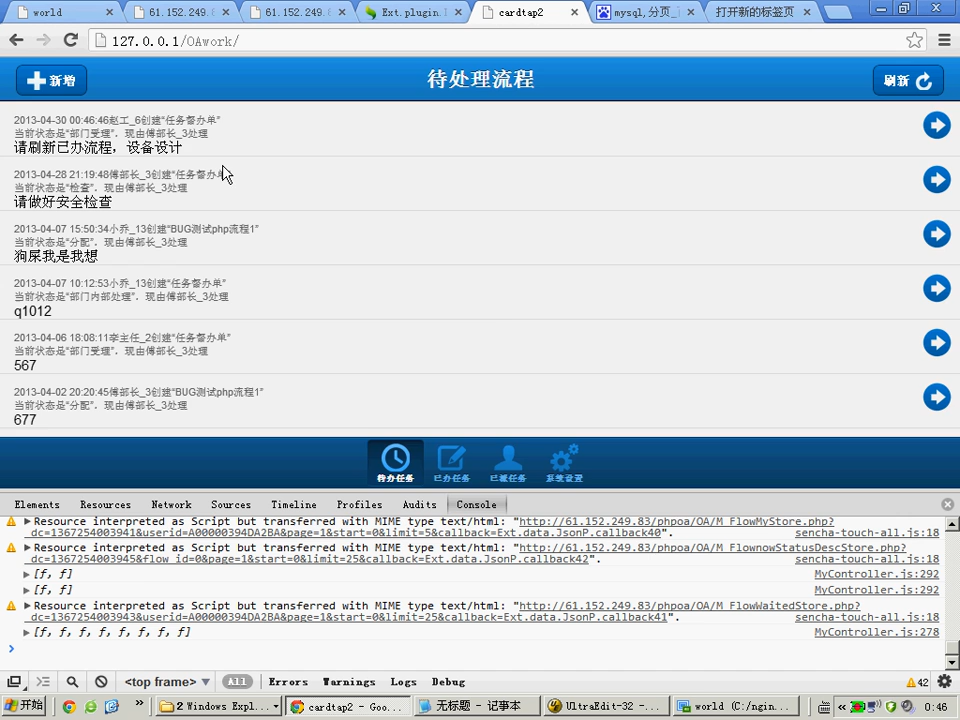 world
61.152.249.
61.152.249.8
Ext.plugin.
cardtap2
mysql,分页_
打开新的标签页
127.0.0.1/OAwork/
新增
待处理流程
刷新
2013-04-30 00:46:46赵工_6创建“任务督办单”
当前状态是“部门受理”．现由傅部长_3处理
请刷新已办流程，设备设计
2013-04-28 21:19:48傅部长_3创建“任务督办
当前状态是“检查”．现由傅部长_3处理
请做好安全检查
2013-04-07 15:50:34小乔_13创建“BUG测试php流程1”
当前状态是“分配”．现由傅部长_3处理
狗屎我是我想
2013-04-07 10:12:53小乔_13创建“任务督办单”
当前状态是“部门内部处理”．现由傅部长_3处理
q1012
2013-04-06 18:08:11李主任_2创建“任务督办单”
当前状态是“部门受理”．现由傅部长_3处理
567
2013-04-02 20:20:45傅部长_3创建“BUG测试php流程1”
当前状态是“分配”．现由傅部长_3处理
677
待办任务 已办任务 已派任务 系统设置
Elements Resources Network Sources Timeline Profiles Audits Console
Resource interpreted as Script but transferred with MIME type text/html: "http://61.152.249.83/phpoa/OA/M_FlowMyStore.php?
_dc=1367254003941&userid=A00000394DA2BA&page=1&start=0&limit=5&callback=Ext.data.JsonP.callback40". sencha-touch-all.js:18
Resource interpreted as Script but transferred with MIME type text/html: "http://61.152.249.83/phpoa/OA/M_FlownowStatusDescStore.php?
_dc=1367254003945&flow_id=0&page=1&start=0&limit=25&callback=Ext.data.JsonP.callback42". sencha-touch-all.js:18
[f, f] MyController.js:292
[f, f] MyController.js:292
Resource interpreted as Script but transferred with MIME type text/html: "http://61.152.249.83/phpoa/OA/M_FlowWaitedStore.php?
_dc=1367254003943&userid=A00000394DA2BA&page=1&start=0&limit=25&callback=Ext.data.JsonP.callback41". sencha-touch-all.js:18
[f, f, f, f, f, f, f, f] MyController.js:278
<top frame> All Errors Warnings Logs Debug 42
开始 2 Windows Expl... cardtap2 - Goo... 无标题 - 记事本 UltraEdit-32 - ... world (C:/ngin... 0:46